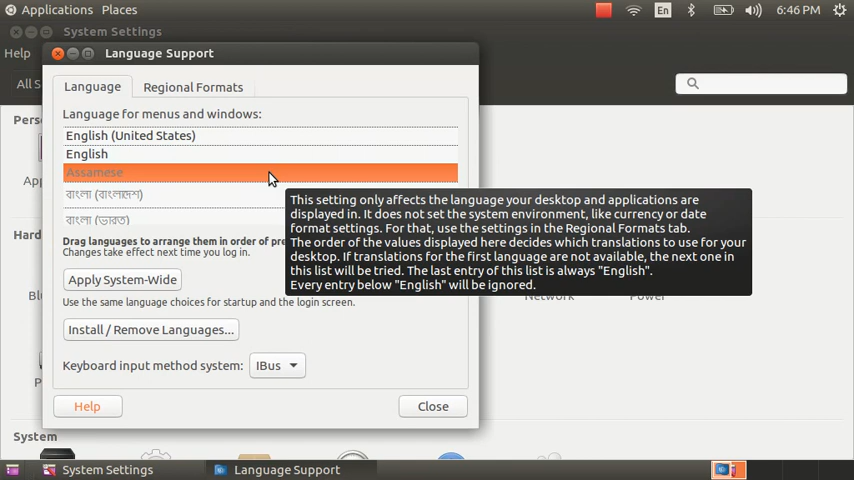 Applications Places
En
6:46 PM
System Settings
Help
Language Support
All S
Language
Regional Formats
Language for menus and windows:
English (United States)
English
Assamese
বাংলা (বাংলাদেশ)
বাংলা (ভারত)
This setting only affects the language your desktop and applications are
displayed in. It does not set the system environment, like currency or date
format settings. For that, use the settings in the Regional Formats tab.
The order of the values displayed here decides which translations to use for your
desktop. If translations for the first language are not available, the next one in
this list will be tried. The last entry of this list is always "English".
Every entry below "English" will be ignored.
Drag languages to arrange them in order of pre
Changes take effect next time you log in.
Apply System-Wide
Use the same language choices for startup and the login screen.
Install / Remove Languages...
Keyboard input method system: IBus
Help
Close
Pers
Ap
Hard
Bl
Network
Power
P
System
System Settings
Language Support